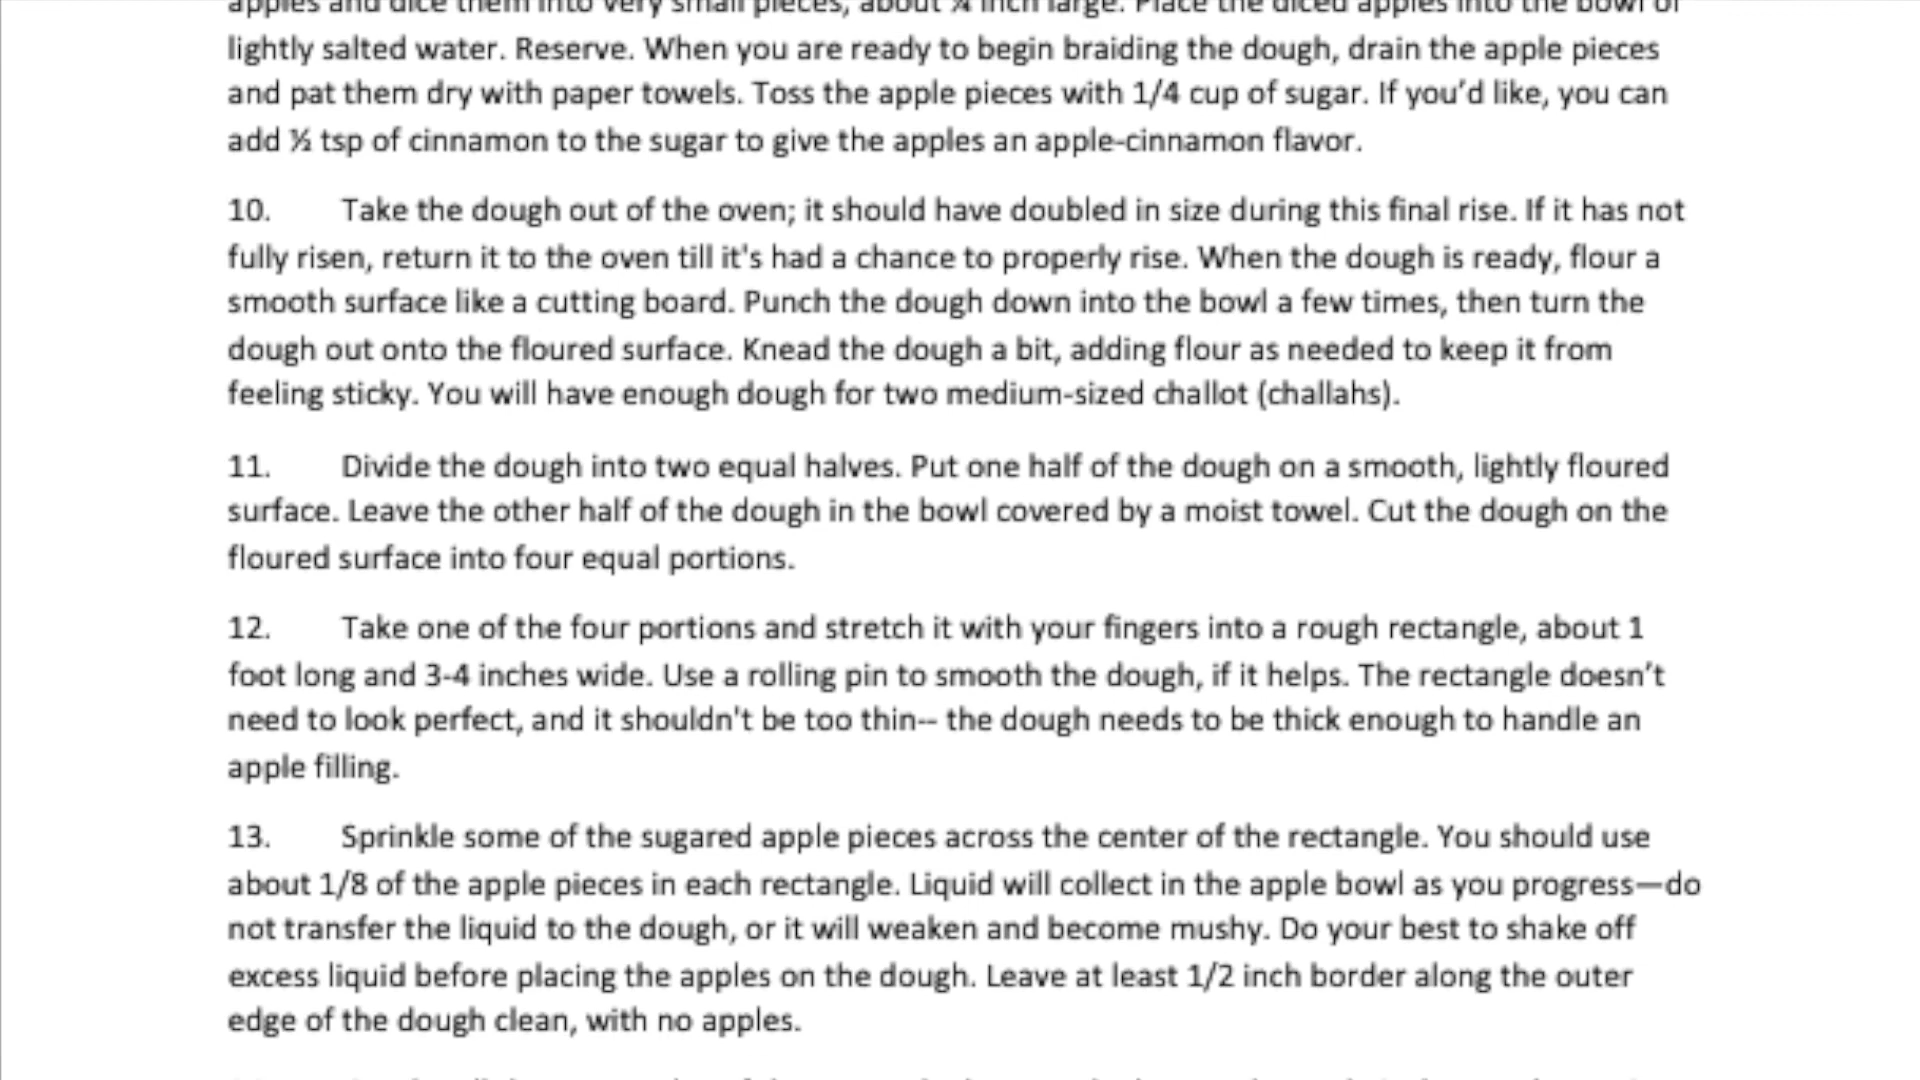 apples and dice them into very small pieces, about ¼ inch large. Place the diced apples into the bowl of
lightly salted water. Reserve. When you are ready to begin braiding the dough, drain the apple pieces
and pat them dry with paper towels. Toss the apple pieces with 1/4 cup of sugar. If you’d like, you can
add ½ tsp of cinnamon to the sugar to give the apples an apple-cinnamon flavor.
10. Take the dough out of the oven; it should have doubled in size during this final rise. If it has not
fully risen, return it to the oven till it's had a chance to properly rise. When the dough is ready, flour a
smooth surface like a cutting board. Punch the dough down into the bowl a few times, then turn the
dough out onto the floured surface. Knead the dough a bit, adding flour as needed to keep it from
feeling sticky. You will have enough dough for two medium-sized challot (challahs).
11. Divide the dough into two equal halves. Put one half of the dough on a smooth, lightly floured
surface. Leave the other half of the dough in the bowl covered by a moist towel. Cut the dough on the
floured surface into four equal portions.
12. Take one of the four portions and stretch it with your fingers into a rough rectangle, about 1
foot long and 3-4 inches wide. Use a rolling pin to smooth the dough, if it helps. The rectangle doesn’t
need to look perfect, and it shouldn't be too thin-- the dough needs to be thick enough to handle an
apple filling.
13. Sprinkle some of the sugared apple pieces across the center of the rectangle. You should use
about 1/8 of the apple pieces in each rectangle. Liquid will collect in the apple bowl as you progress—do
not transfer the liquid to the dough, or it will weaken and become mushy. Do your best to shake off
excess liquid before placing the apples on the dough. Leave at least 1/2 inch border along the outer
edge of the dough clean, with no apples.